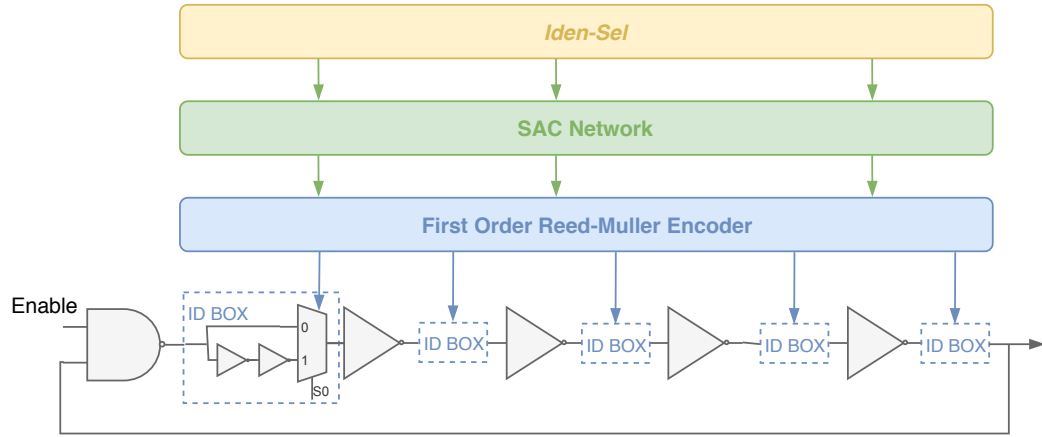 Iden-Sel
SAC Network
First Order Reed-Muller Encoder
Enable
ID BOX
0
1
S0
ID BOX
ID BOX
ID BOX
ID BOX